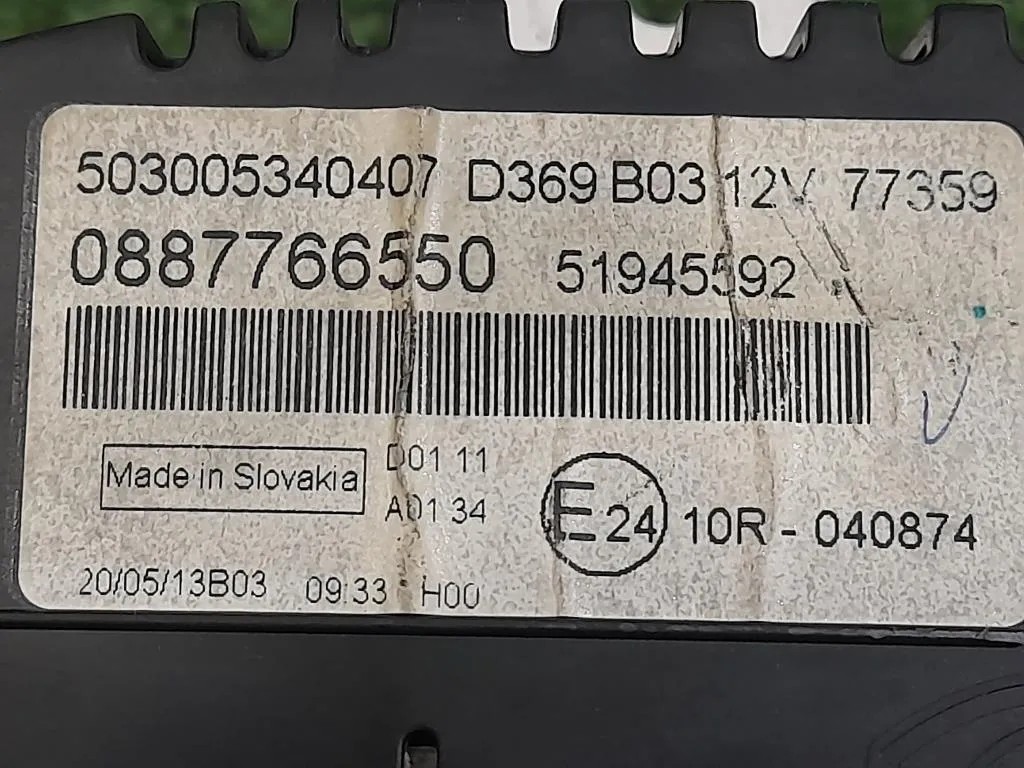 503005340407 D369 B03 12V 77359
0887766550 51945592
Made in Slovakia D01 11
A01 34
E24 10R - 040874
20/05/13B03 09:33 H00